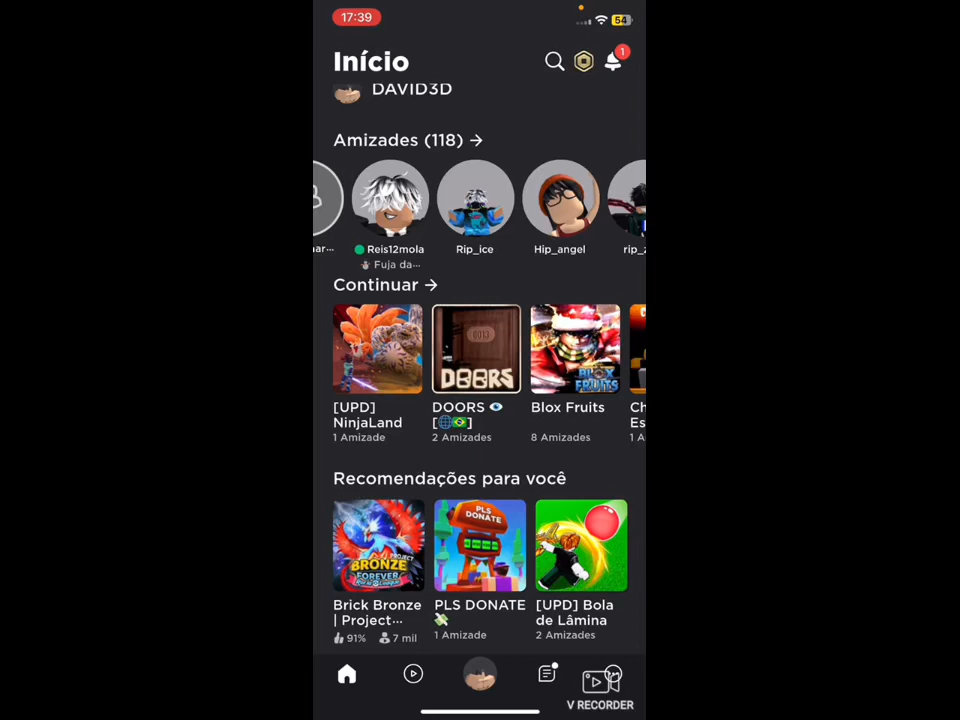 17:39
54
Início
1
DAVID3D
Amizades (118) →
Reis12mola
Rip_ice
Hip_angel
Fuja da...
Continuar →
0013
DOORS
BLOX FRUITS
[UPD] NinjaLand
1 Amizade
DOORS 👁️ [🌐🇧🇷]
2 Amizades
Blox Fruits
8 Amizades
Recomendações para você
PROJECT
BRONZE
FOREVER
PLS DONATE
Brick Bronze | Project...
91% 7 mil
PLS DONATE 💸
1 Amizade
[UPD] Bola de Lâmina
2 Amizades
V RECORDER